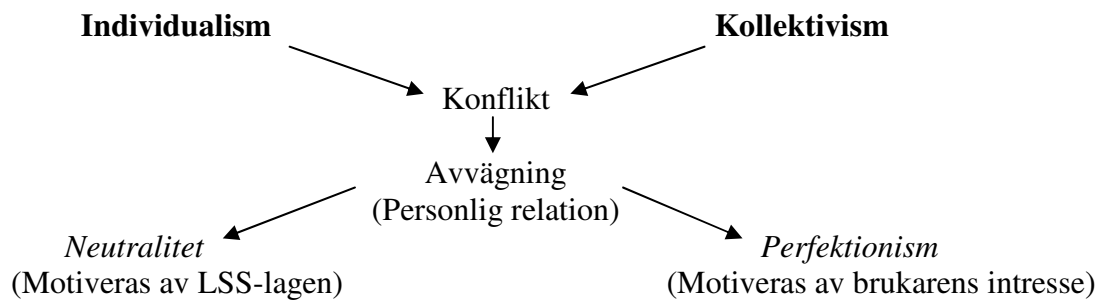 Individualism
Kollektivism
Konflikt
Avvägning
(Personlig relation)
Neutralitet
(Motiveras av LSS-lagen)
Perfektionism
(Motiveras av brukarens intresse)